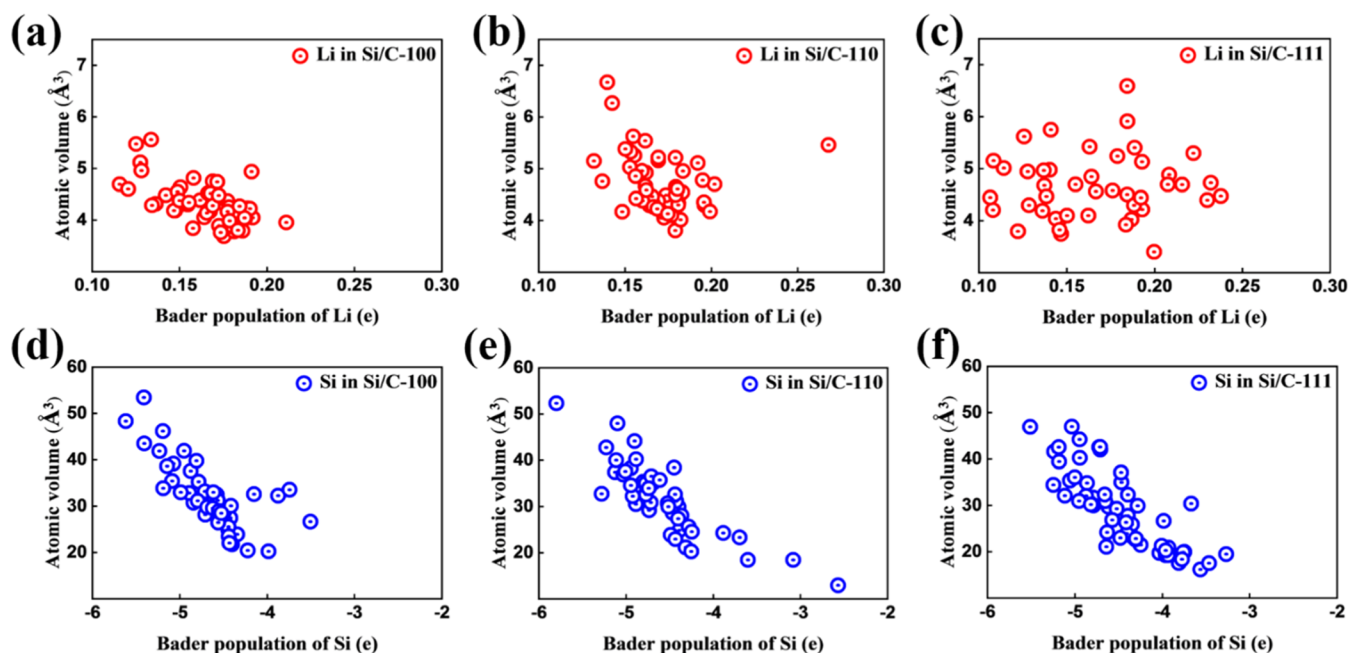 (a)
Li in Si/C-100
Atomic volume (Å³)
7
6
5
4
0.10 0.15 0.20 0.25 0.30
Bader population of Li (e)
(b)
Li in Si/C-110
Atomic volume (Å³)
7
6
5
4
0.10 0.15 0.20 0.25 0.30
Bader population of Li (e)
(c)
Li in Si/C-111
Atomic volume (Å³)
7
6
5
4
0.10 0.15 0.20 0.25 0.30
Bader population of Li (e)
(d)
Si in Si/C-100
Atomic volume (Å³)
60
50
40
30
20
-6 -5 -4 -3 -2
Bader population of Si (e)
(e)
Si in Si/C-110
Atomic volume (Å³)
60
50
40
30
20
-6 -5 -4 -3 -2
Bader population of Si (e)
(f)
Si in Si/C-111
Atomic volume (Å³)
60
50
40
30
20
-6 -5 -4 -3 -2
Bader population of Si (e)